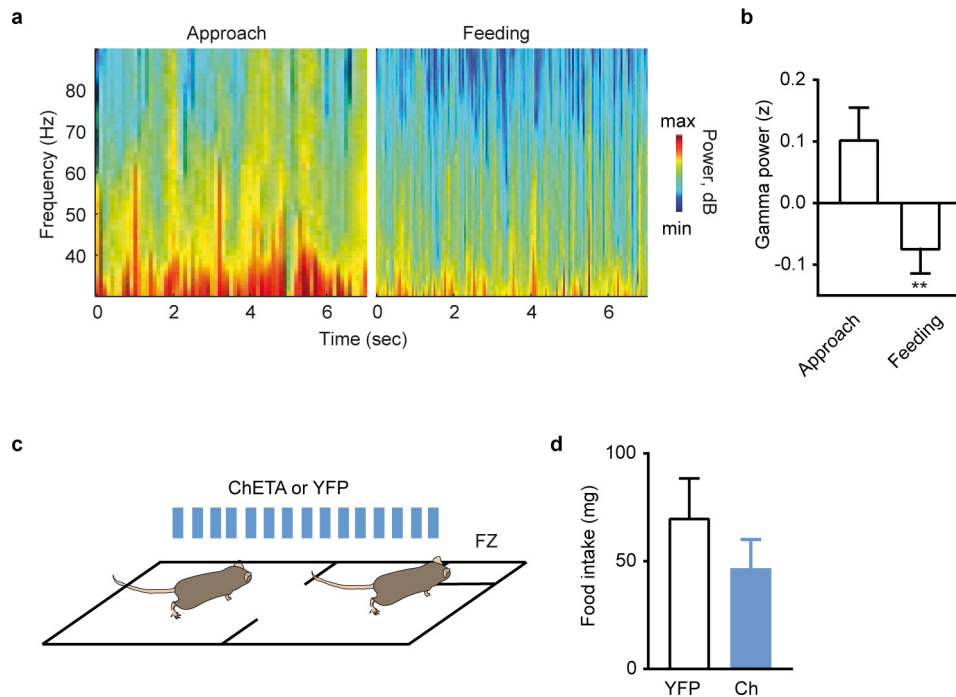 a
Approach
Feeding
Frequency (Hz)
80
70
60
50
40
0
2
4
6
0
2
4
6
Time (sec)
max
min
Power, dB
b
Gamma power (z)
0.2
0.1
0.0
-0.1
**
Approach
Feeding
c
ChETA or YFP
FZ
d
Food intake (mg)
100
50
0
YFP
Ch